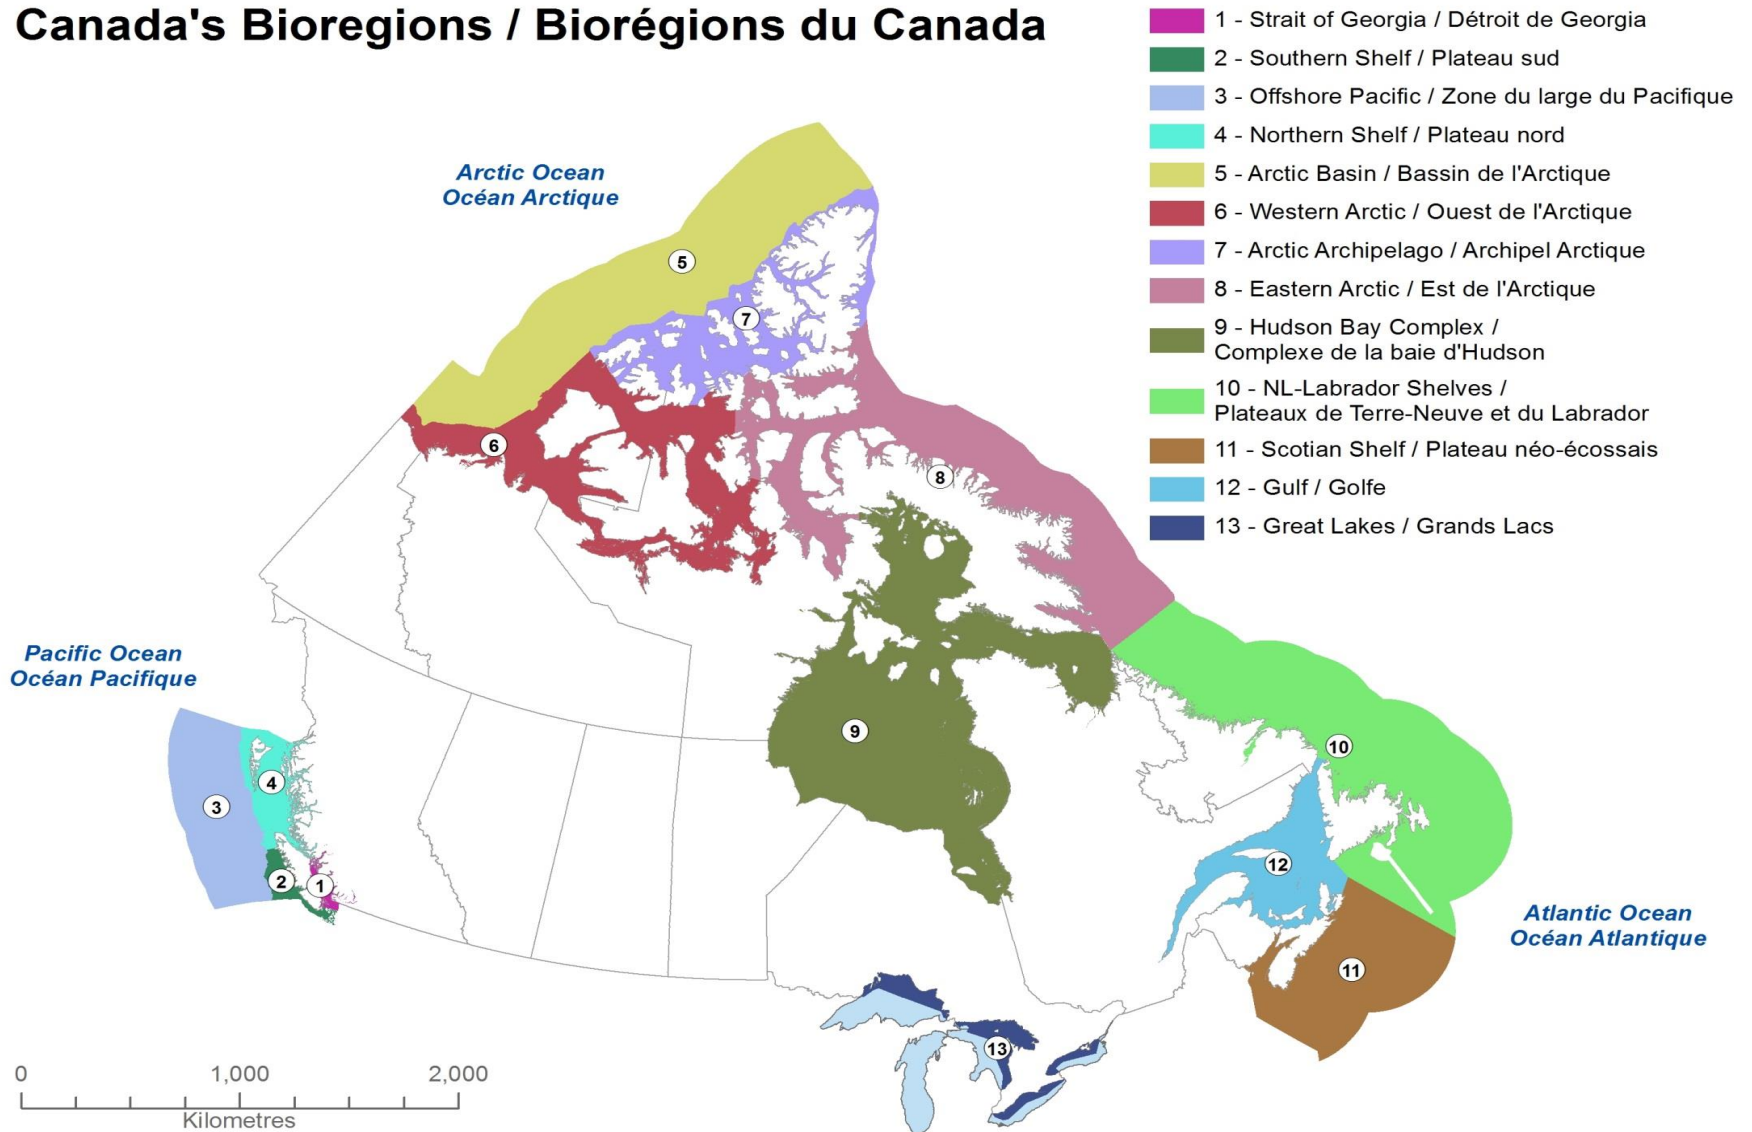 Canada's Bioregions / Biorégions du Canada
1 - Strait of Georgia / Détroit de Georgia
2 - Southern Shelf / Plateau sud
3 - Offshore Pacific / Zone du large du Pacifique
4 - Northern Shelf / Plateau nord
5 - Arctic Basin / Bassin de l'Arctique
6 - Western Arctic / Ouest de l'Arctique
7 - Arctic Archipelago / Archipel Arctique
8 - Eastern Arctic / Est de l'Arctique
9 - Hudson Bay Complex /
Complexe de la baie d'Hudson
10 - NL-Labrador Shelves /
Plateaux de Terre-Neuve et du Labrador
11 - Scotian Shelf / Plateau néo-écossais
12 - Gulf / Golfe
13 - Great Lakes / Grands Lacs
Arctic Ocean
Océan Arctique
5
7
6
8
Pacific Ocean
Océan Pacifique
9
10
4
3
12
2
1
Atlantic Ocean
Océan Atlantique
11
13
0
1,000
2,000
Kilometres